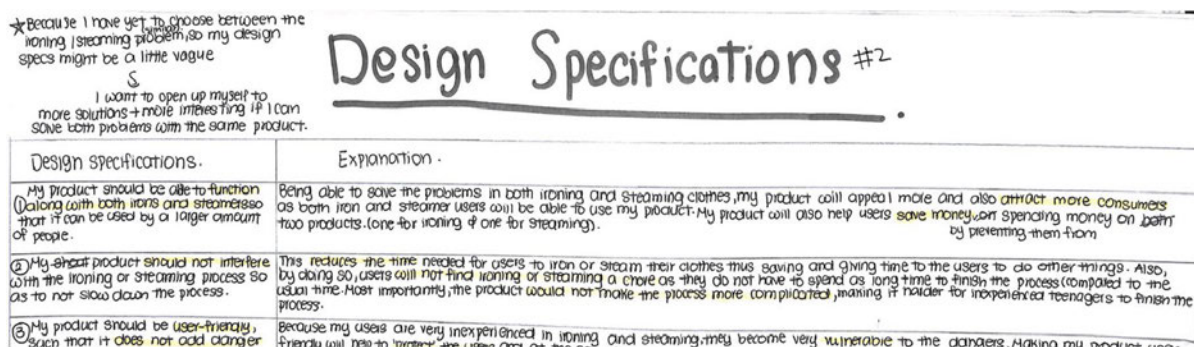 ★Because I have yet to choose between the
ironing /steaming problem, so my design
specs might be a little vague
I want to open up myself to
more solutions + more interesting if I can
solve both problems with the same product.
Design Specifications #2
Design specifications.
Explanation.
My product should be able to function
① along with both irons and steamers so
that it can be used by a larger amount
of people.
Being able to solve the problems in both ironing and steaming clothes, my product will appeal more and also attract more consumers
as both iron and steamer users will be able to use my product. My product will also help users save money on spending money on both
two products. (one for ironing & one for steaming).
by preventing them from
② My product should not interfere
with the ironing or steaming process so
as to not slow down the process.
This reduces the time needed for users to iron or steam their clothes thus saving and giving time to the users to do other things. Also,
by doing so, users will not find ironing or steaming a chore as they do not have to spend as long time to finish the process (compared to the
usual time. Most importantly, the product would not make the process more complicated, making it harder for inexperienced teenagers to finish the
process.
③ My product should be user-friendly,
such that it does not add danger
Because my users are very inexperienced in ironing and steaming, they become very vulnerable to the dangers. Making my product user
friendly will help to 'protect' the users and at the